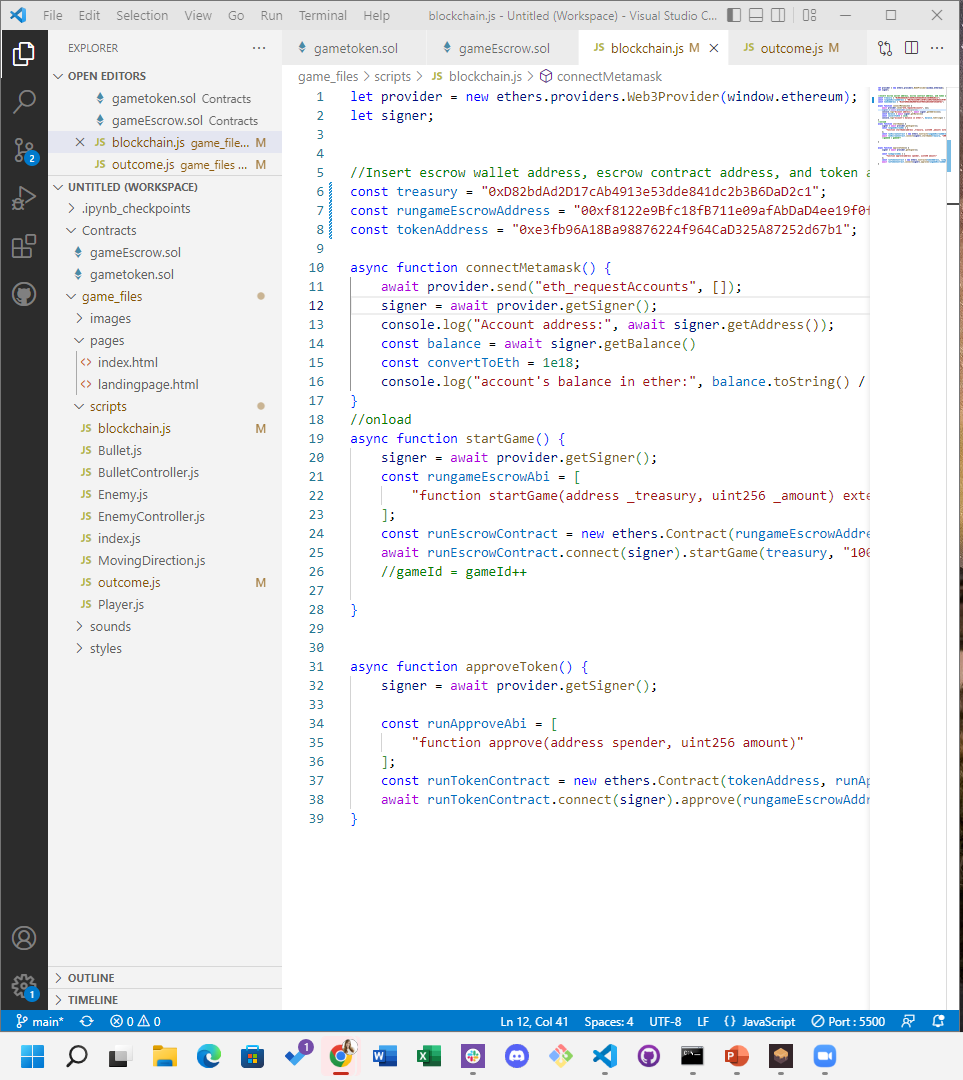 File Edit Selection View Go Run Terminal Help blockchain.js - Untitled (Workspace) - Visual Studio C...
EXPLORER ...
OPEN EDITORS
gametoken.sol Contracts
gameEscrow.sol Contracts
blockchain.js game_file... M
outcome.js game_files ... M
UNTITLED (WORKSPACE)
.ipynb_checkpoints
Contracts
gameEscrow.sol
gametoken.sol
game_files
images
pages
index.html
landingpage.html
scripts
JS blockchain.js M
JS Bullet.js
JS BulletController.js
JS Enemy.js
JS EnemyController.js
JS index.js
JS MovingDirection.js
JS outcome.js M
JS Player.js
sounds
styles
OUTLINE
TIMELINE
gametoken.sol gameEscrow.sol JS blockchain.js M JS outcome.js M
game_files > scripts > JS blockchain.js > connectMetamask
1 let provider = new ethers.providers.Web3Provider(window.ethereum);
2 let signer;
3
4
5 //Insert escrow wallet address, escrow contract address, and token a
6 const treasury = "0xD82bdAd2D17cAb4913e53dde841dc2b3B6DaD2c1";
7 const rungameEscrowAddress = "00xf8122e9Bfc18fB711e09afAbDaD4ee19f0f
8 const tokenAddress = "0xe3fb96A18Ba98876224f964CaD325A87252d67b1";
9
10 async function connectMetamask() {
11 await provider.send("eth_requestAccounts", []);
12 signer = await provider.getSigner();
13 console.log("Account address:", await signer.getAddress());
14 const balance = await signer.getBalance()
15 const convertToEth = 1e18;
16 console.log("account's balance in ether:", balance.toString() /
17 }
18 //onload
19 async function startGame() {
20 signer = await provider.getSigner();
21 const rungameEscrowAbi = [
22 "function startGame(address _treasury, uint256 _amount) exte
23 ];
24 const runEscrowContract = new ethers.Contract(rungameEscrowAddre
25 await runEscrowContract.connect(signer).startGame(treasury, "100
26 //gameId = gameId++
27
28 }
29
30
31 async function approveToken() {
32 signer = await provider.getSigner();
33
34 const runApproveAbi = [
35 "function approve(address spender, uint256 amount)"
36 ];
37 const runTokenContract = new ethers.Contract(tokenAddress, runAp
38 await runTokenContract.connect(signer).approve(rungameEscrowAddr
39 }
main* 0 0 Ln 12, Col 41 Spaces: 4 UTF-8 LF {} JavaScript Port : 5500